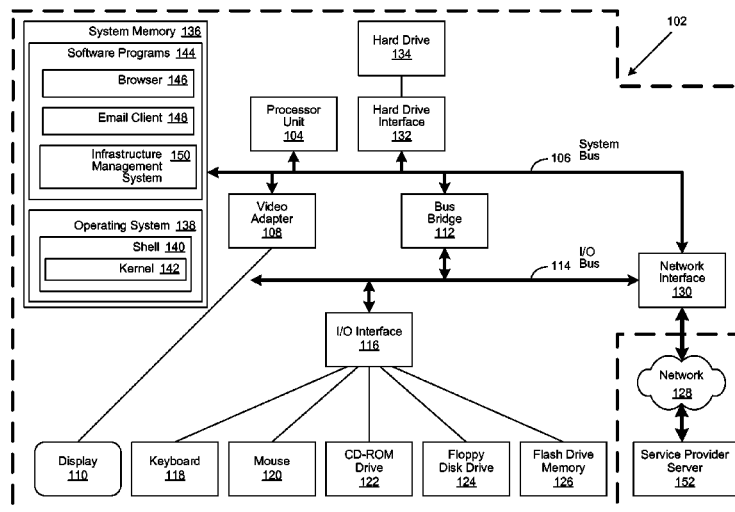 102
System Memory 136
Software Programs 144
Browser 146
Email Client 148
Infrastructure 150
Management
System
Operating System 138
Shell 140
Kernel 142
Hard Drive
134
Processor
Unit
104
Hard Drive
Interface
132
106
System
Bus
Video
Adapter
108
Bus
Bridge
112
114
I/O
Bus
Network
Interface
130
I/O Interface
116
Network
128
Display
110
Keyboard
118
Mouse
120
CD-ROM
Drive
122
Floppy
Disk Drive
124
Flash Drive
Memory
126
Service Provider
Server
152